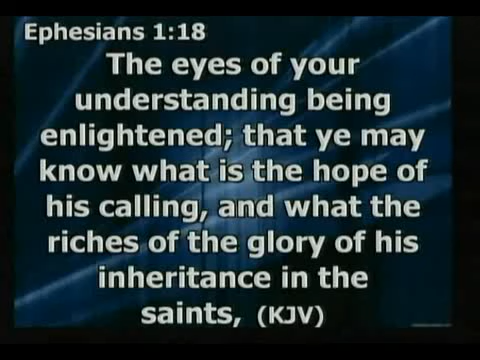 Ephesians 1:18
The eyes of your
understanding being
enlightened; that ye may
know what is the hope of
his calling, and what the
riches of the glory of his
inheritance in the
saints, (KJV)